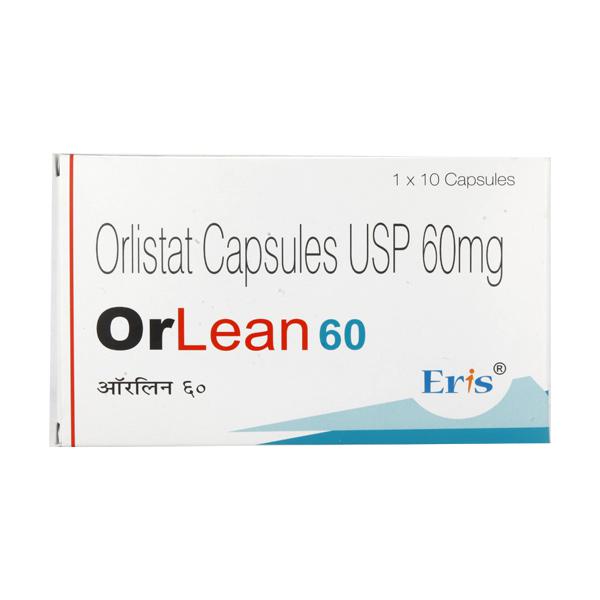 1 x 10 Capsules
Orlistat Capsules USP 60mg
OrLean 60
ऑरलिन ६०
Eris®